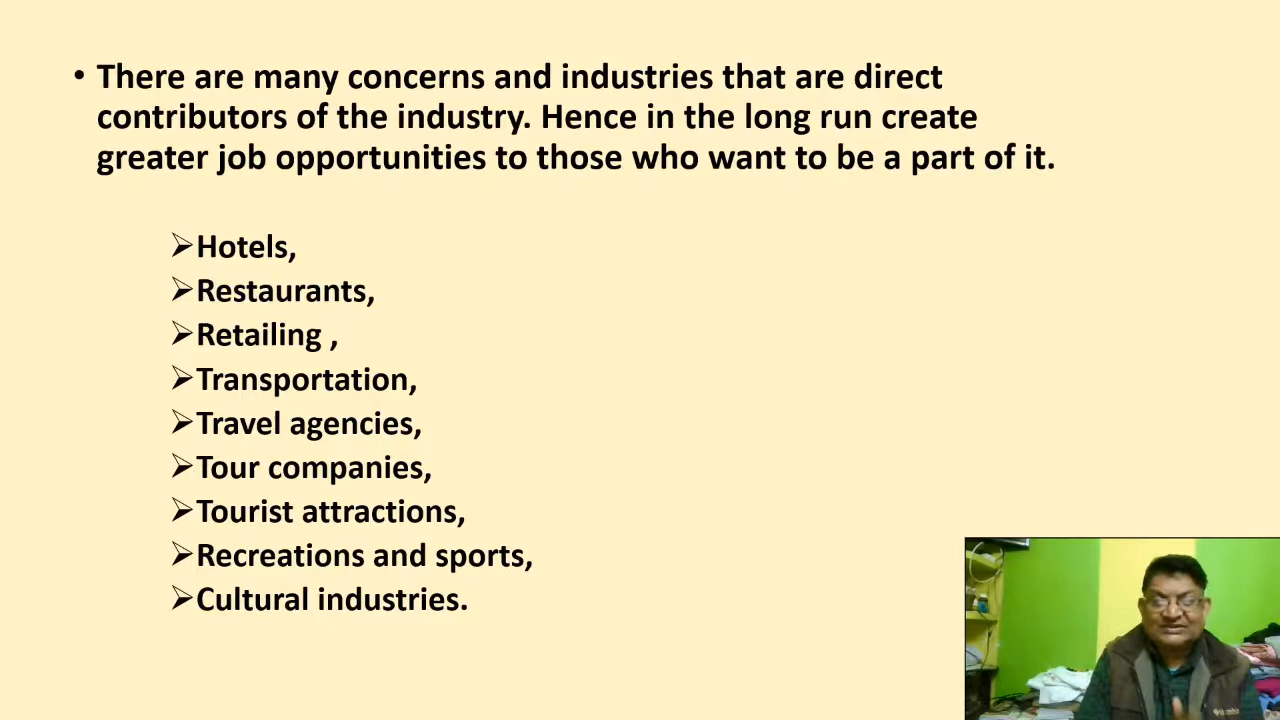 • There are many concerns and industries that are direct
contributors of the industry. Hence in the long run create
greater job opportunities to those who want to be a part of it.
➢Hotels,
➢Restaurants,
➢Retailing ,
➢Transportation,
➢Travel agencies,
➢Tour companies,
➢Tourist attractions,
➢Recreations and sports,
➢Cultural industries.